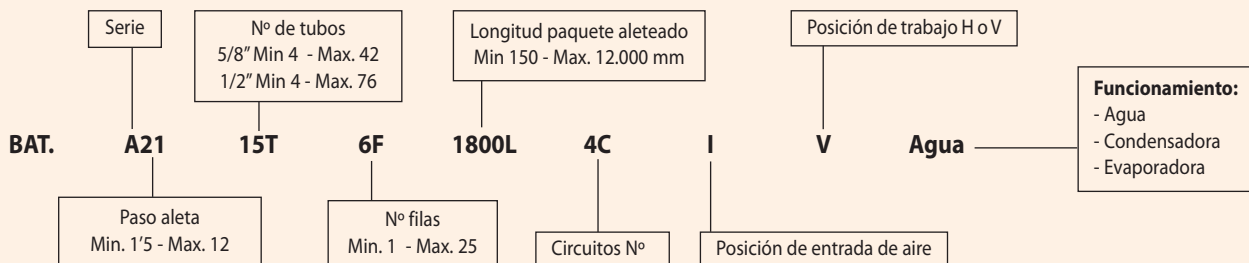 Serie
Nº de tubos
5/8" Min 4 - Max. 42
1/2" Min 4 - Max. 76
Longitud paquete aleteado
Min 150 - Max. 12.000 mm
Posición de trabajo H o V
Funcionamiento:
- Agua
- Condensadora
- Evaporadora
BAT. A21 15T 6F 1800L 4C I V Agua
Paso aleta
Min. 1'5 - Max. 12
Nº filas
Min. 1 - Max. 25
Circuitos Nº
Posición de entrada de aire